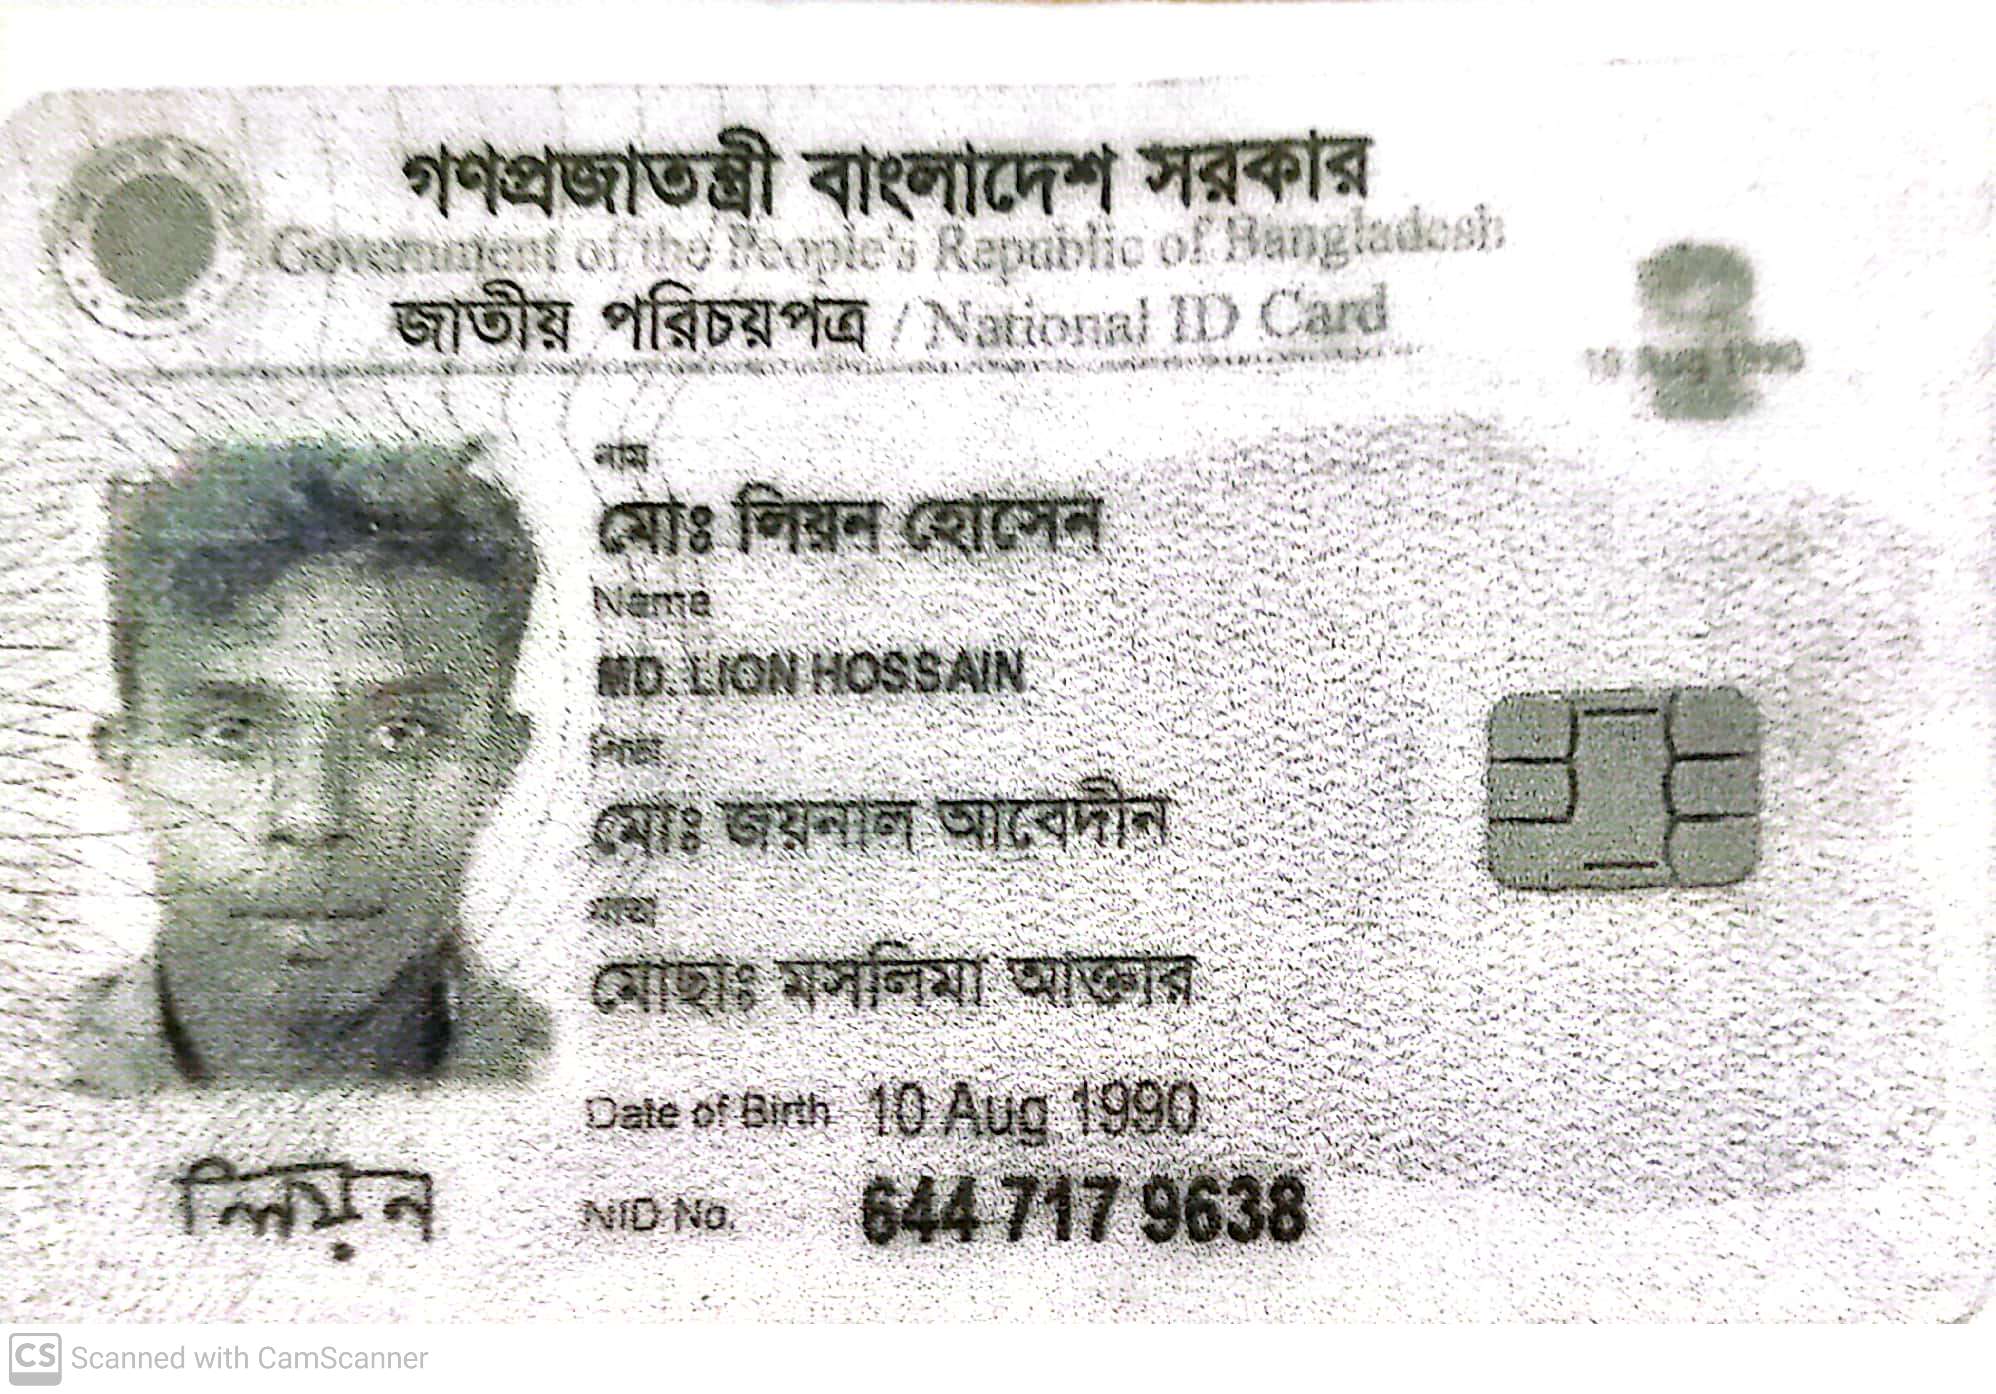 গণপ্রজাতন্ত্রী বাংলাদেশ সরকার
Government of the People's Republic of Bangladesh
জাতীয় পরিচয়পত্র / National ID Card
নাম
মোঃ লিয়ন হোসেন
Name
MD. LION HOSSAIN
পিতা
মোঃ জয়নাল আবেদীন
মাতা
মোছাঃ মসলিমা আক্তার
Date of Birth 10 Aug 1990
লিয়ন
NID No. 644 717 9638
CS Scanned with CamScanner